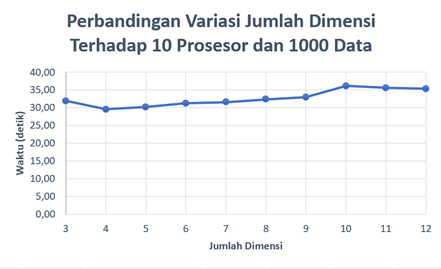 Perbandingan Variasi Jumlah Dimensi
Terhadap 10 Prosesor dan 1000 Data
40,00
35,00
30,00
25,00
20,00
15,00
10,00
5,00
0,00
Waktu (detik)
3 4 5 6 7 8 9 10 11 12
Jumlah Dimensi